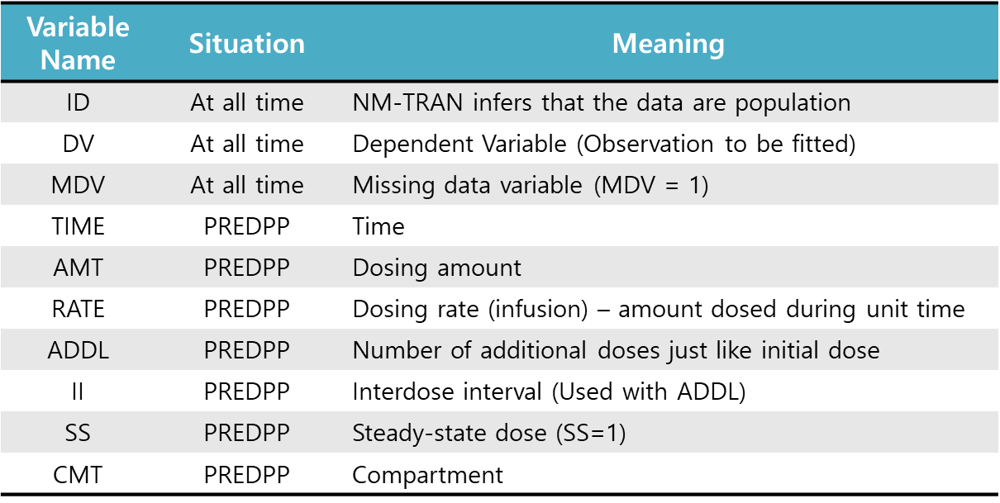 Variable Name Situation Meaning
ID At all time NM-TRAN infers that the data are population
DV At all time Dependent Variable (Observation to be fitted)
MDV At all time Missing data variable (MDV = 1)
TIME PREDPP Time
AMT PREDPP Dosing amount
RATE PREDPP Dosing rate (infusion) – amount dosed during unit time
ADDL PREDPP Number of additional doses just like initial dose
II PREDPP Interdose interval (Used with ADDL)
SS PREDPP Steady-state dose (SS=1)
CMT PREDPP Compartment